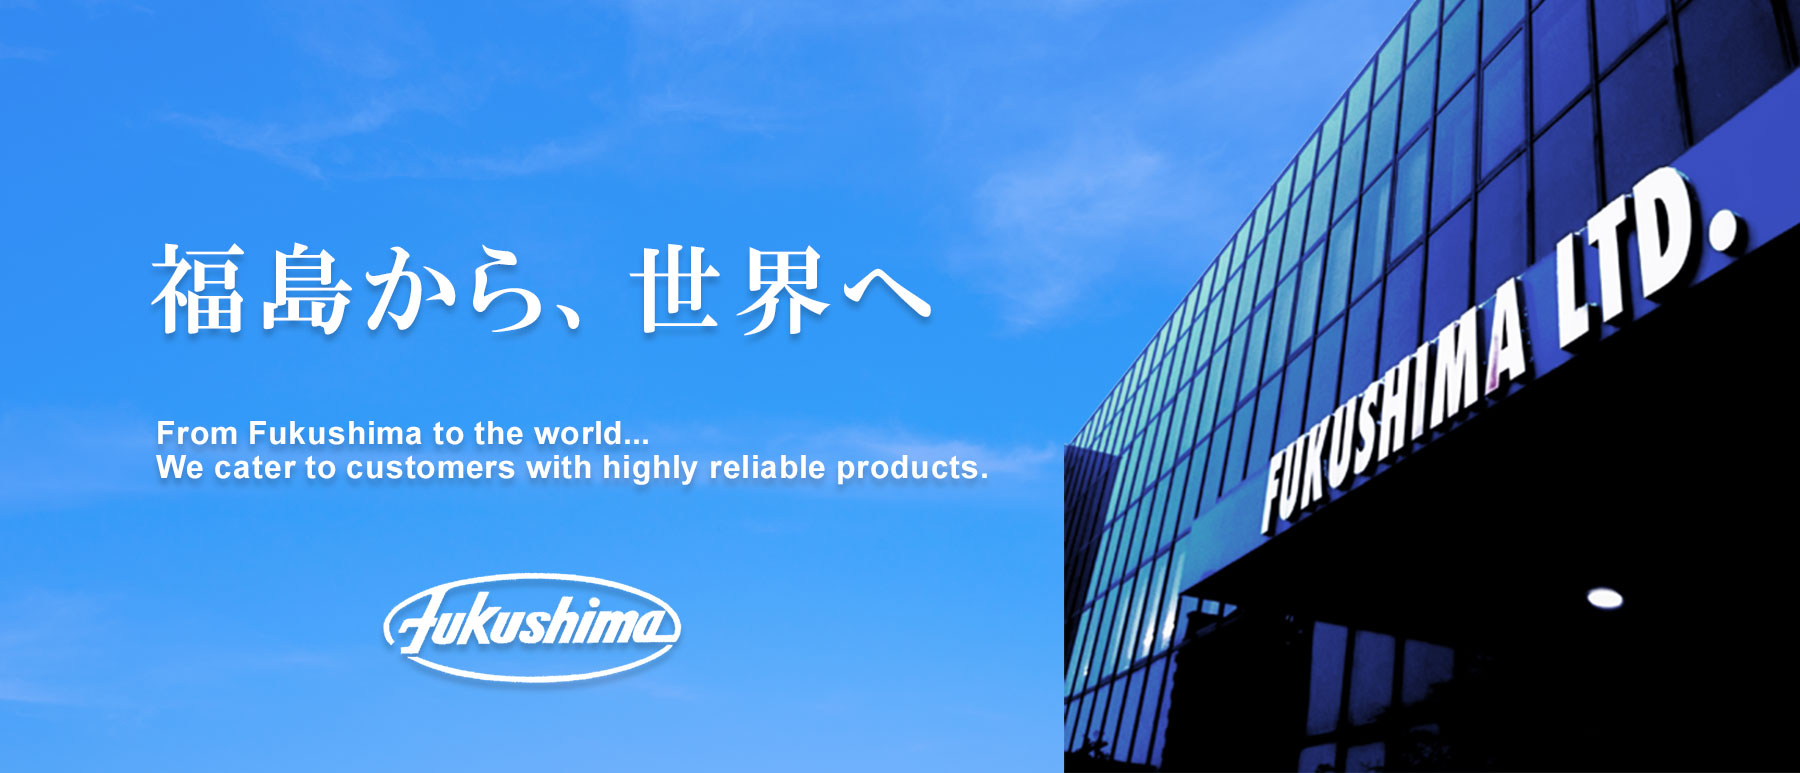 福島から、世界へ
From Fukushima to the world...
We cater to customers with highly reliable products.
Fukushima
FUKUSHIMA LTD.